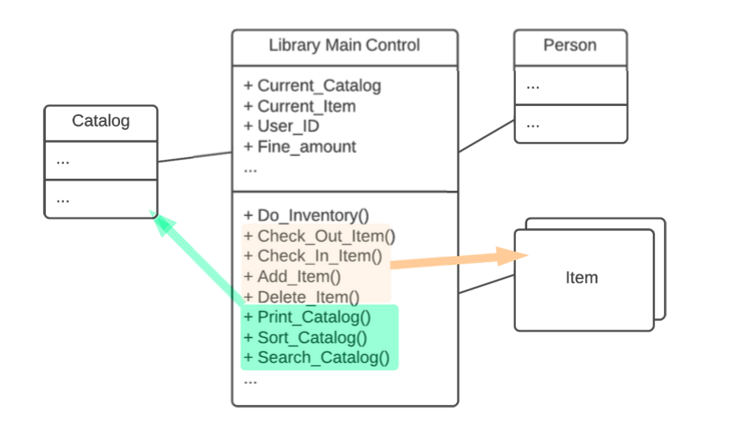 Library Main Control
+ Current_Catalog
+ Current_Item
+ User_ID
+ Fine_amount
...
+ Do_Inventory()
+ Check_Out_Item()
+ Check_In_Item()
+ Add_Item()
+ Delete_Item()
+ Print_Catalog()
+ Sort_Catalog()
+ Search_Catalog()
...
Catalog
...
...
Person
...
...
Item